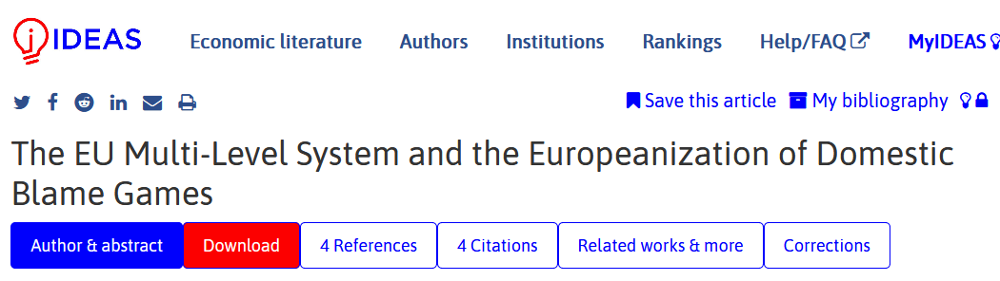 IDEAS Economic literature Authors Institutions Rankings Help/FAQ MyIDEAS
Save this article My bibliography
The EU Multi-Level System and the Europeanization of Domestic
Blame Games
Author & abstract Download 4 References 4 Citations Related works & more Corrections